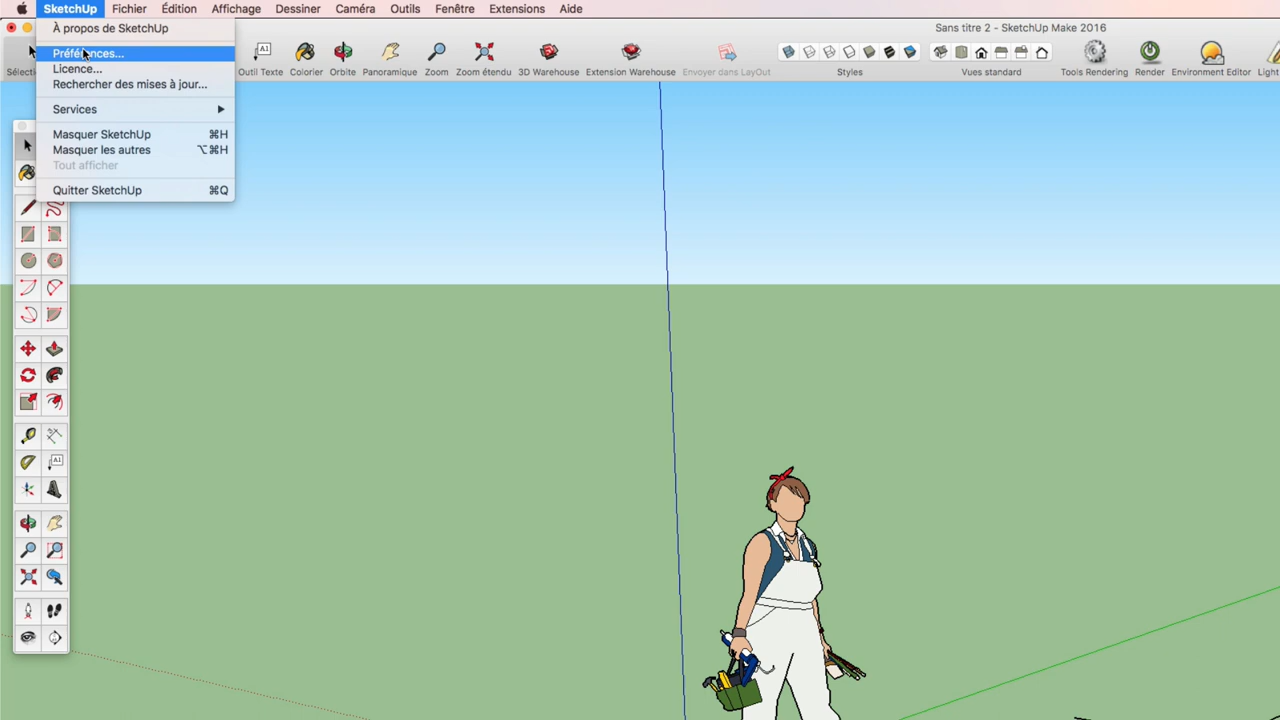 SketchUp Fichier Édition Affichage Dessiner Caméra Outils Fenêtre Extensions Aide
À propos de SketchUp
Préférences...
Licence...
Rechercher des mises à jour...
Services
Masquer SketchUp ⌘H
Masquer les autres ⌥⌘H
Tout afficher
Quitter SketchUp ⌘Q
Sans titre 2 - SketchUp Make 2016
A1
Outil Texte Colorier Orbite Panoramique Zoom Zoom étendu 3D Warehouse Extension Warehouse Envoyer dans LayOut Styles Vues standard Tools Rendering Render Environment Editor Light
A1